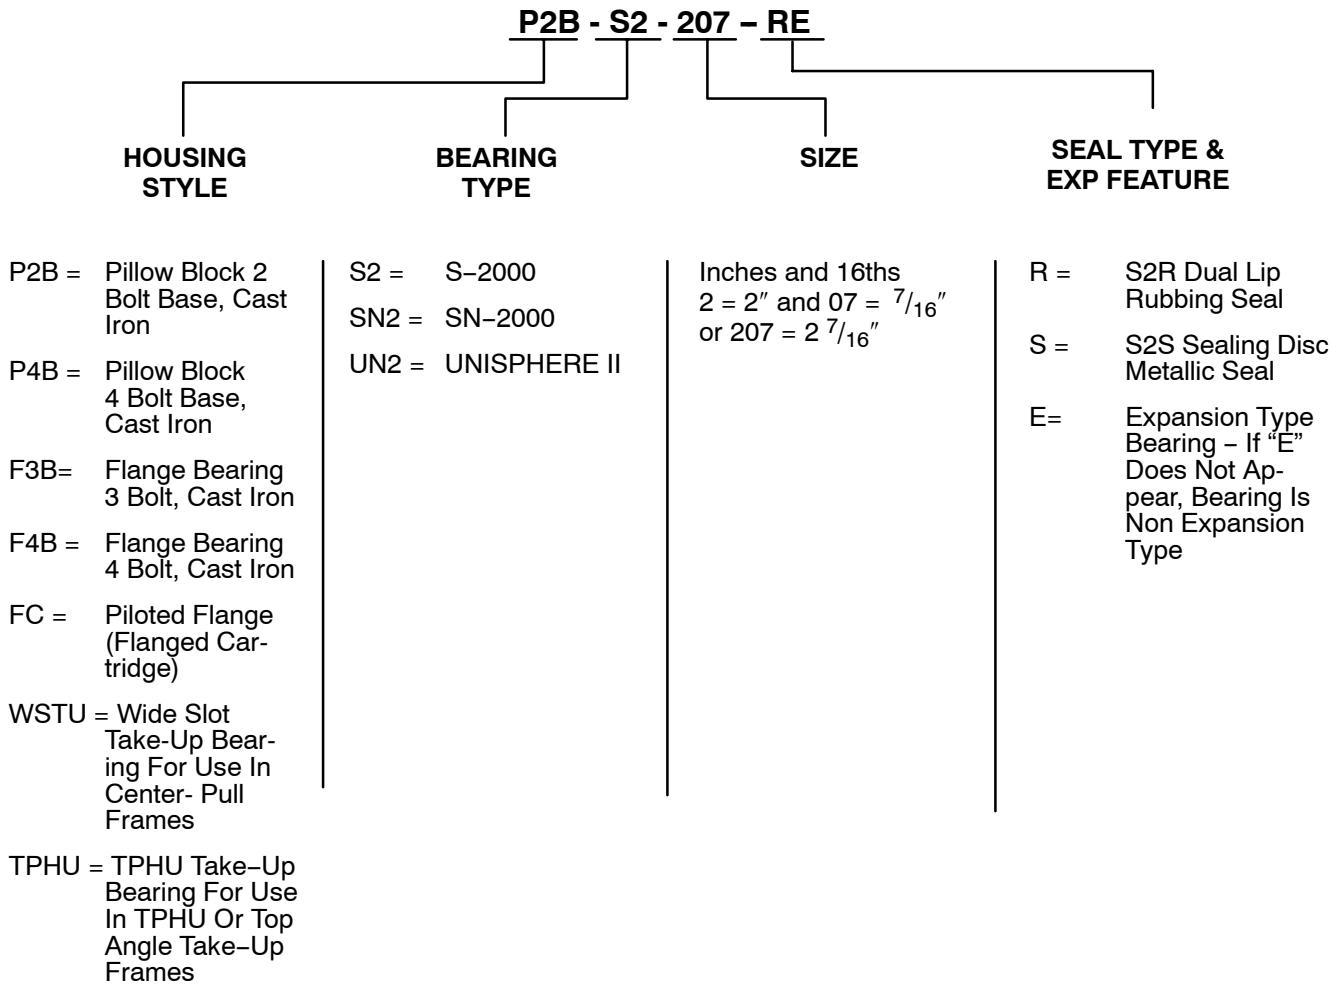 P2B - S2 - 207 – RE
HOUSING
STYLE
P2B = Pillow Block 2
Bolt Base, Cast
Iron
P4B = Pillow Block
4 Bolt Base,
Cast Iron
F3B= Flange Bearing
3 Bolt, Cast Iron
F4B = Flange Bearing
4 Bolt, Cast Iron
FC = Piloted Flange
(Flanged Car-
tridge)
WSTU = Wide Slot
Take-Up Bear-
ing For Use In
Center- Pull
Frames
TPHU = TPHU Take–Up
Bearing For Use
In TPHU Or Top
Angle Take–Up
Frames
BEARING
TYPE
S2 = S–2000
SN2 = SN–2000
UN2 = UNISPHERE II
SIZE
Inches and 16ths
2 = 2″ and 07 = 7/16″
or 207 = 2 7/16″
SEAL TYPE &
EXP FEATURE
R = S2R Dual Lip
Rubbing Seal
S = S2S Sealing Disc
Metallic Seal
E= Expansion Type
Bearing – If “E”
Does Not Ap-
pear, Bearing Is
Non Expansion
Type